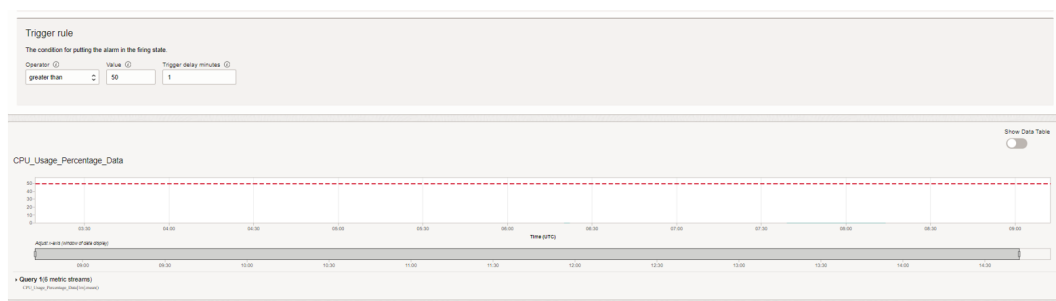 Trigger rule
The condition for putting the alarm in the firing state.
Operator Value Trigger delay minutes
greater than 50 1
Show Data Table
CPU_Usage_Percentage_Data
50
40
30
20
10
0
03:30 04:00 04:30 05:00 05:30 06:00 06:30 07:00 07:30 08:00 08:30 09:00
Time (UTC)
Adjust x-axis (window of data display)
09:00 09:30 10:00 10:30 11:00 11:30 12:00 12:30 13:00 13:30 14:00 14:30
Query 1(6 metric streams)